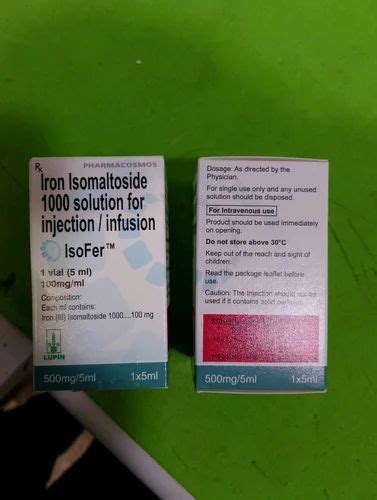 Rx
PHARMACOSMOS
Iron Isomaltoside
1000 solution for
injection / infusion
IsoFer™
1 vial (5 ml)
100mg/ml
Composition:
Each ml contains:
Iron (III) Isomaltoside 1000....100 mg
LUPIN
500mg/5ml 1x5ml
Dosage: As directed by the
Physician.
For single use only and any unused
solution should be disposed.
For Intravenous use
Product should be used immediately
on opening.
Do not store above 30°C
Keep out of the reach and sight of
children.
Read the package leaflet before
use.
Caution: The Injection should not be
used if it contains solid particles.
500mg/5ml 1x5ml